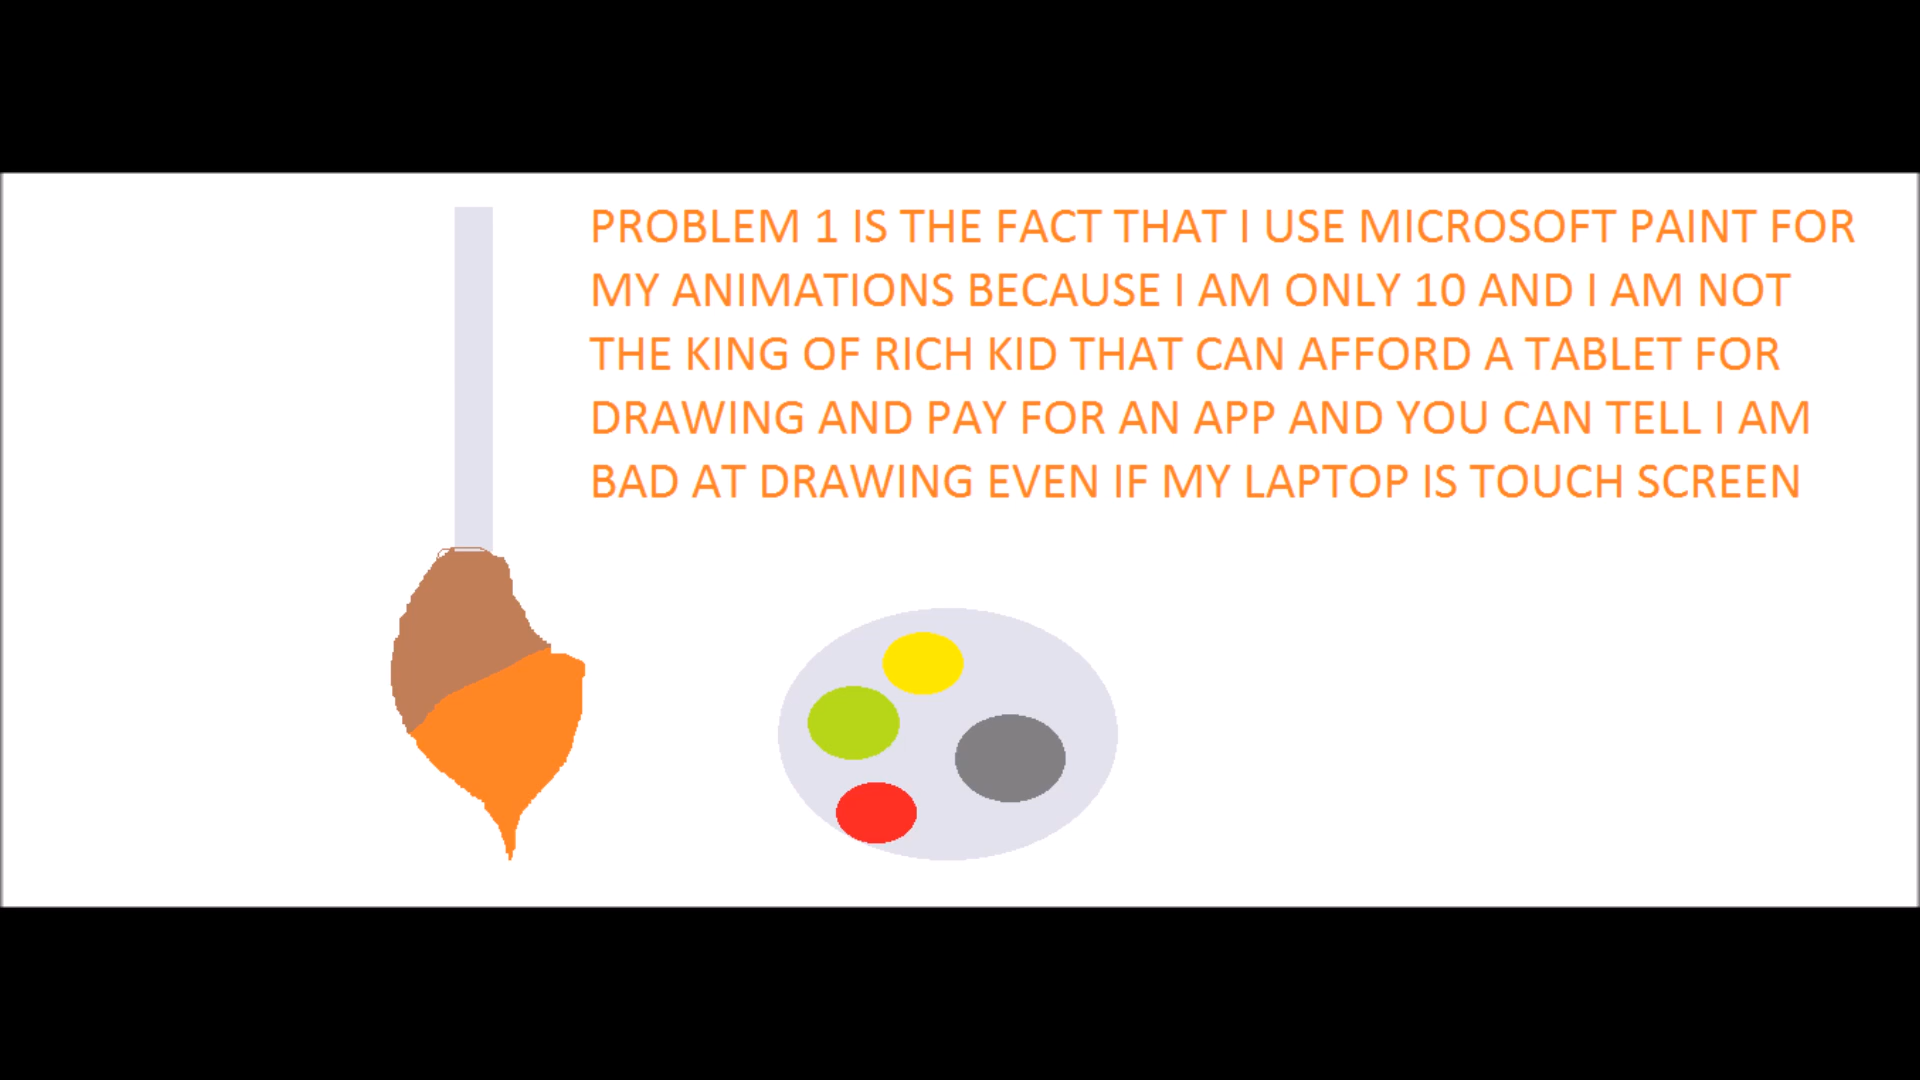 PROBLEM 1 IS THE FACT THAT I USE MICROSOFT PAINT FOR
MY ANIMATIONS BECAUSE I AM ONLY 10 AND I AM NOT
THE KING OF RICH KID THAT CAN AFFORD A TABLET FOR
DRAWING AND PAY FOR AN APP AND YOU CAN TELL I AM
BAD AT DRAWING EVEN IF MY LAPTOP IS TOUCH SCREEN